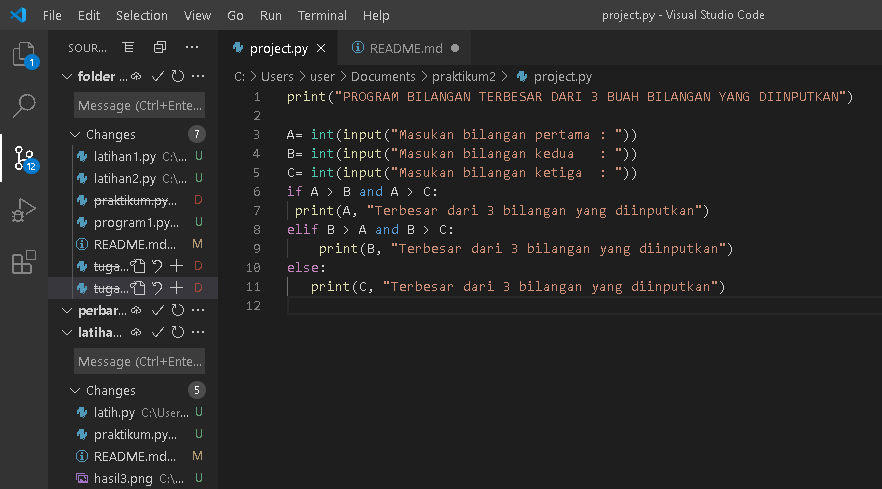 File Edit Selection View Go Run Terminal Help project.py - Visual Studio Code
1
12
SOUR...
folder ...
Message (Ctrl+Ente...
Changes 7
latihan1.py C:\... U
latihan2.py C:\... U
praktikum.py... D
program1.py... U
README.md... M
tuga... D
tuga... D
perbar...
latiha...
Message (Ctrl+Ente...
Changes 5
latih.py C:\User... U
praktikum.py... U
README.md... M
hasil3.png C:\... U
project.py README.md
C: > Users > user > Documents > praktikum2 > project.py
1 print("PROGRAM BILANGAN TERBESAR DARI 3 BUAH BILANGAN YANG DIINPUTKAN")
2
3 A= int(input("Masukan bilangan pertama : "))
4 B= int(input("Masukan bilangan kedua   : "))
5 C= int(input("Masukan bilangan ketiga  : "))
6 if A > B and A > C:
7  print(A, "Terbesar dari 3 bilangan yang diinputkan")
8 elif B > A and B > C:
9     print(B, "Terbesar dari 3 bilangan yang diinputkan")
10 else:
11    print(C, "Terbesar dari 3 bilangan yang diinputkan")
12